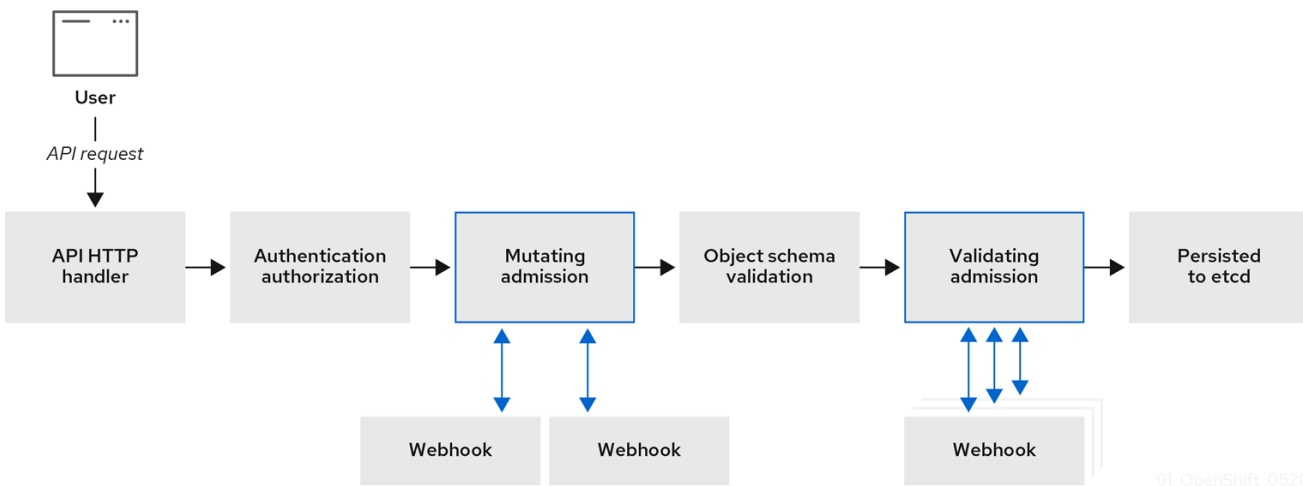 User
API request
API HTTP
handler
Authentication
authorization
Mutating
admission
Object schema
validation
Validating
admission
Persisted
to etcd
Webhook
Webhook
Webhook
91_OpenShift_0520